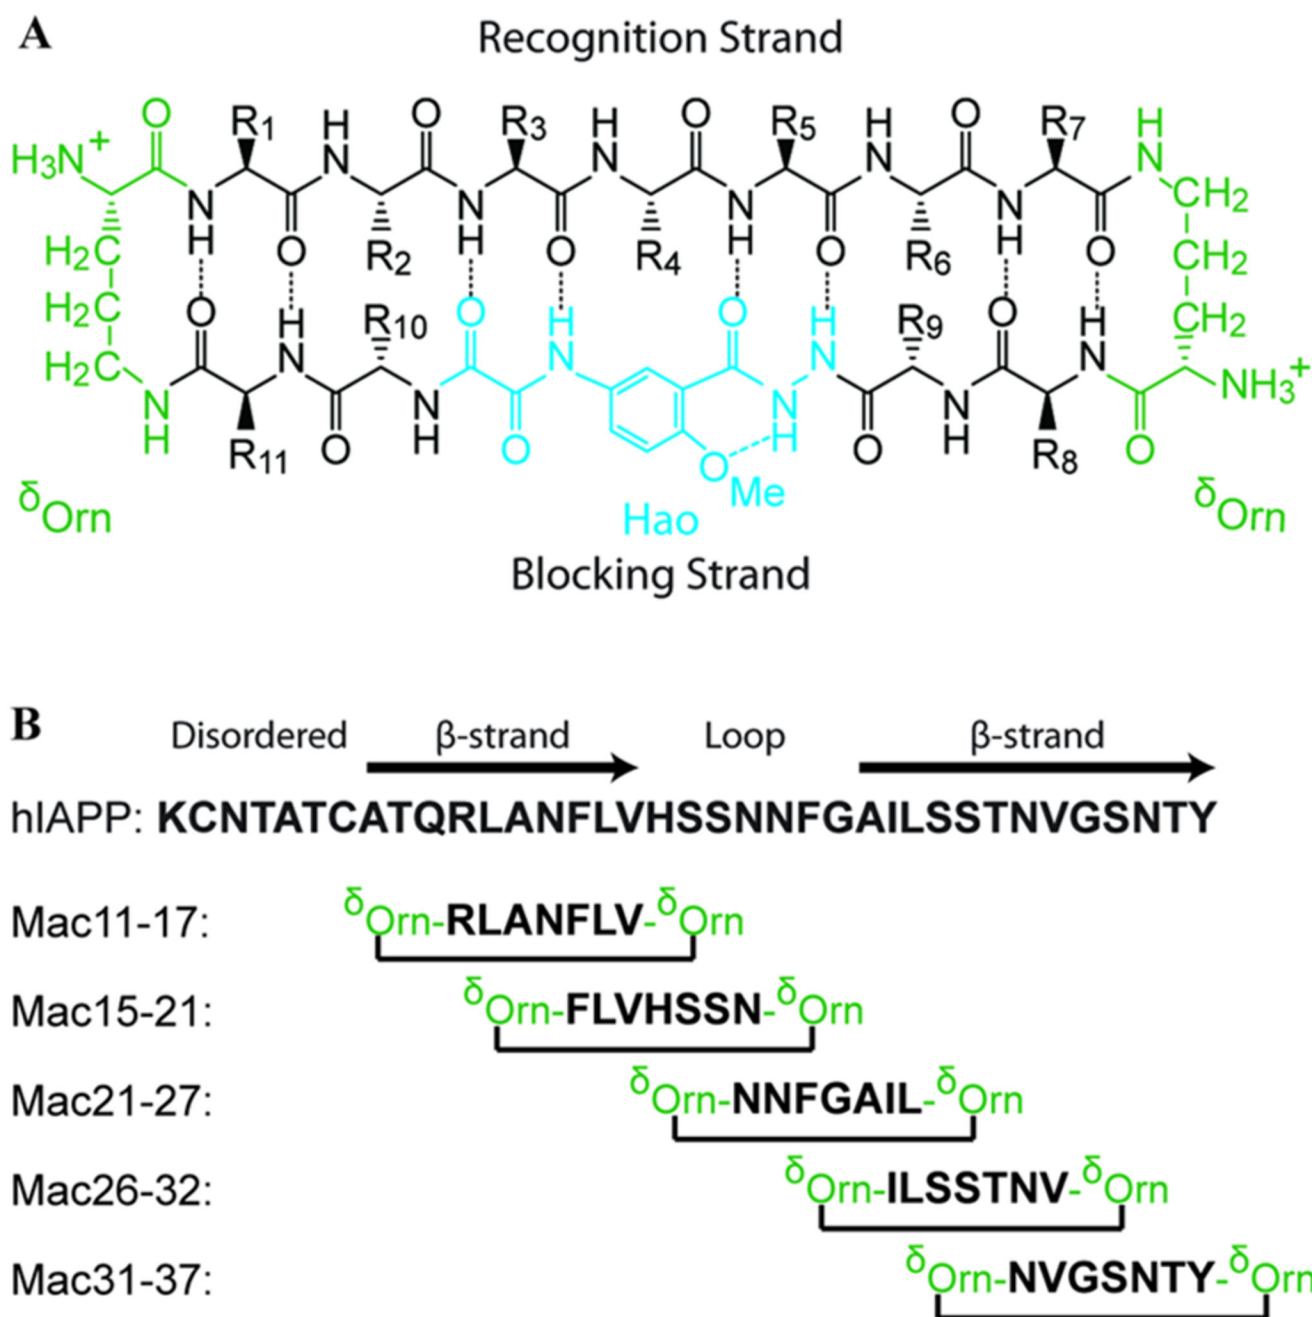 A
Recognition Strand
O R1 H O R3 H O R5 H O R7 H
H3N+ N N N N
N N N N CH2
H2C H O R2 H O R4 H O R6 H O CH2
H2C O H R10 O H O H R9 O H CH2
H2C N N N N NH3+
N N N N
H R11 O H O O H O H R8 O
δOrn Me δOrn
Hao
Blocking Strand
B
Disordered β-strand Loop β-strand
hIAPP: KCNTATCATQRLANFLVHSSNNFGAILSSTNVGSNTY
Mac11-17: δOrn-RLANFLV-δOrn
Mac15-21: δOrn-FLVHSSN-δOrn
Mac21-27: δOrn-NNFGAIL-δOrn
Mac26-32: δOrn-ILSSTNV-δOrn
Mac31-37: δOrn-NVGSNTY-δOrn